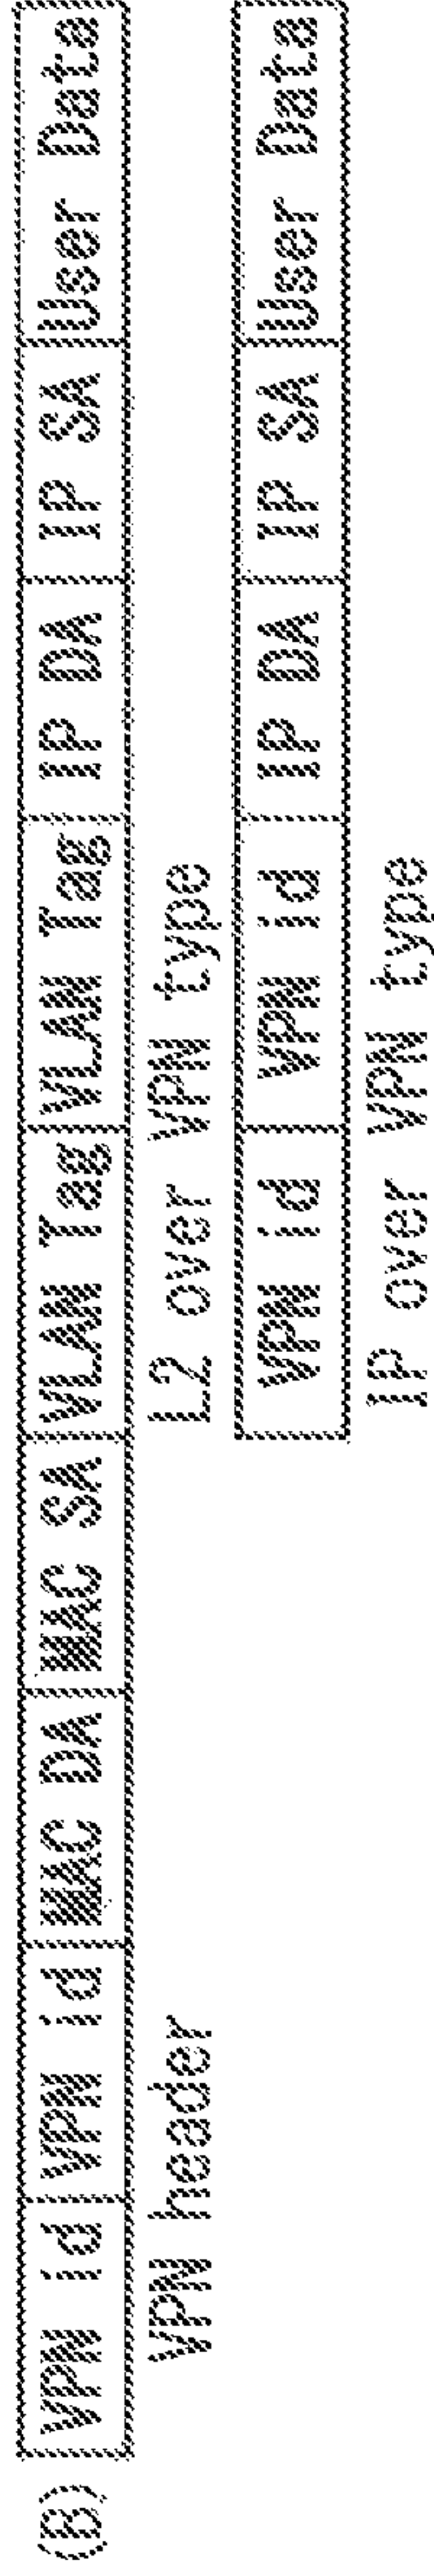 (B) VPN id VPN id MAC DA MAC SA VLAN Tag VLAN Tag IP DA IP SA User Data
VPN header L2 over VPN type
VPN id VPN id IP DA IP SA User Data
IP over VPN type